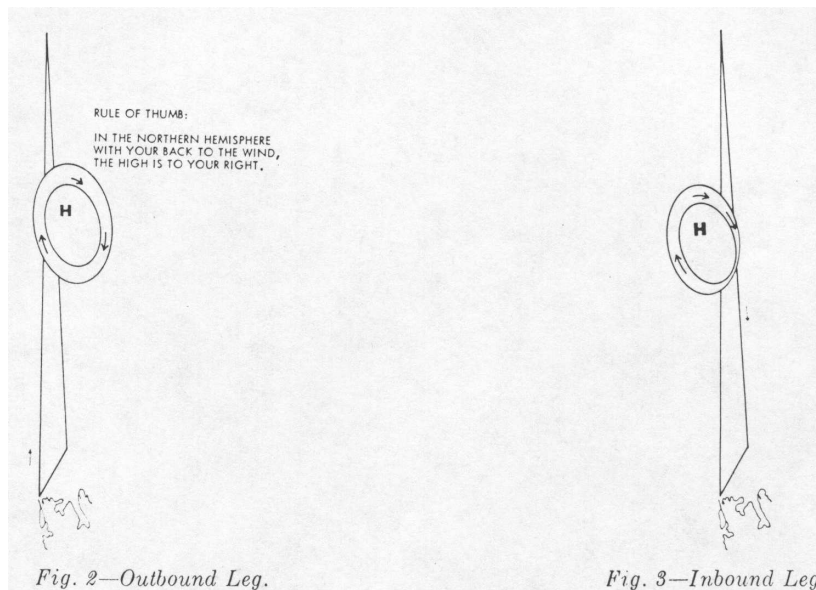 RULE OF THUMB:
IN THE NORTHERN HEMISPHERE
WITH YOUR BACK TO THE WIND,
THE HIGH IS TO YOUR RIGHT.
H
H
Fig. 2—Outbound Leg.
Fig. 3—Inbound Leg